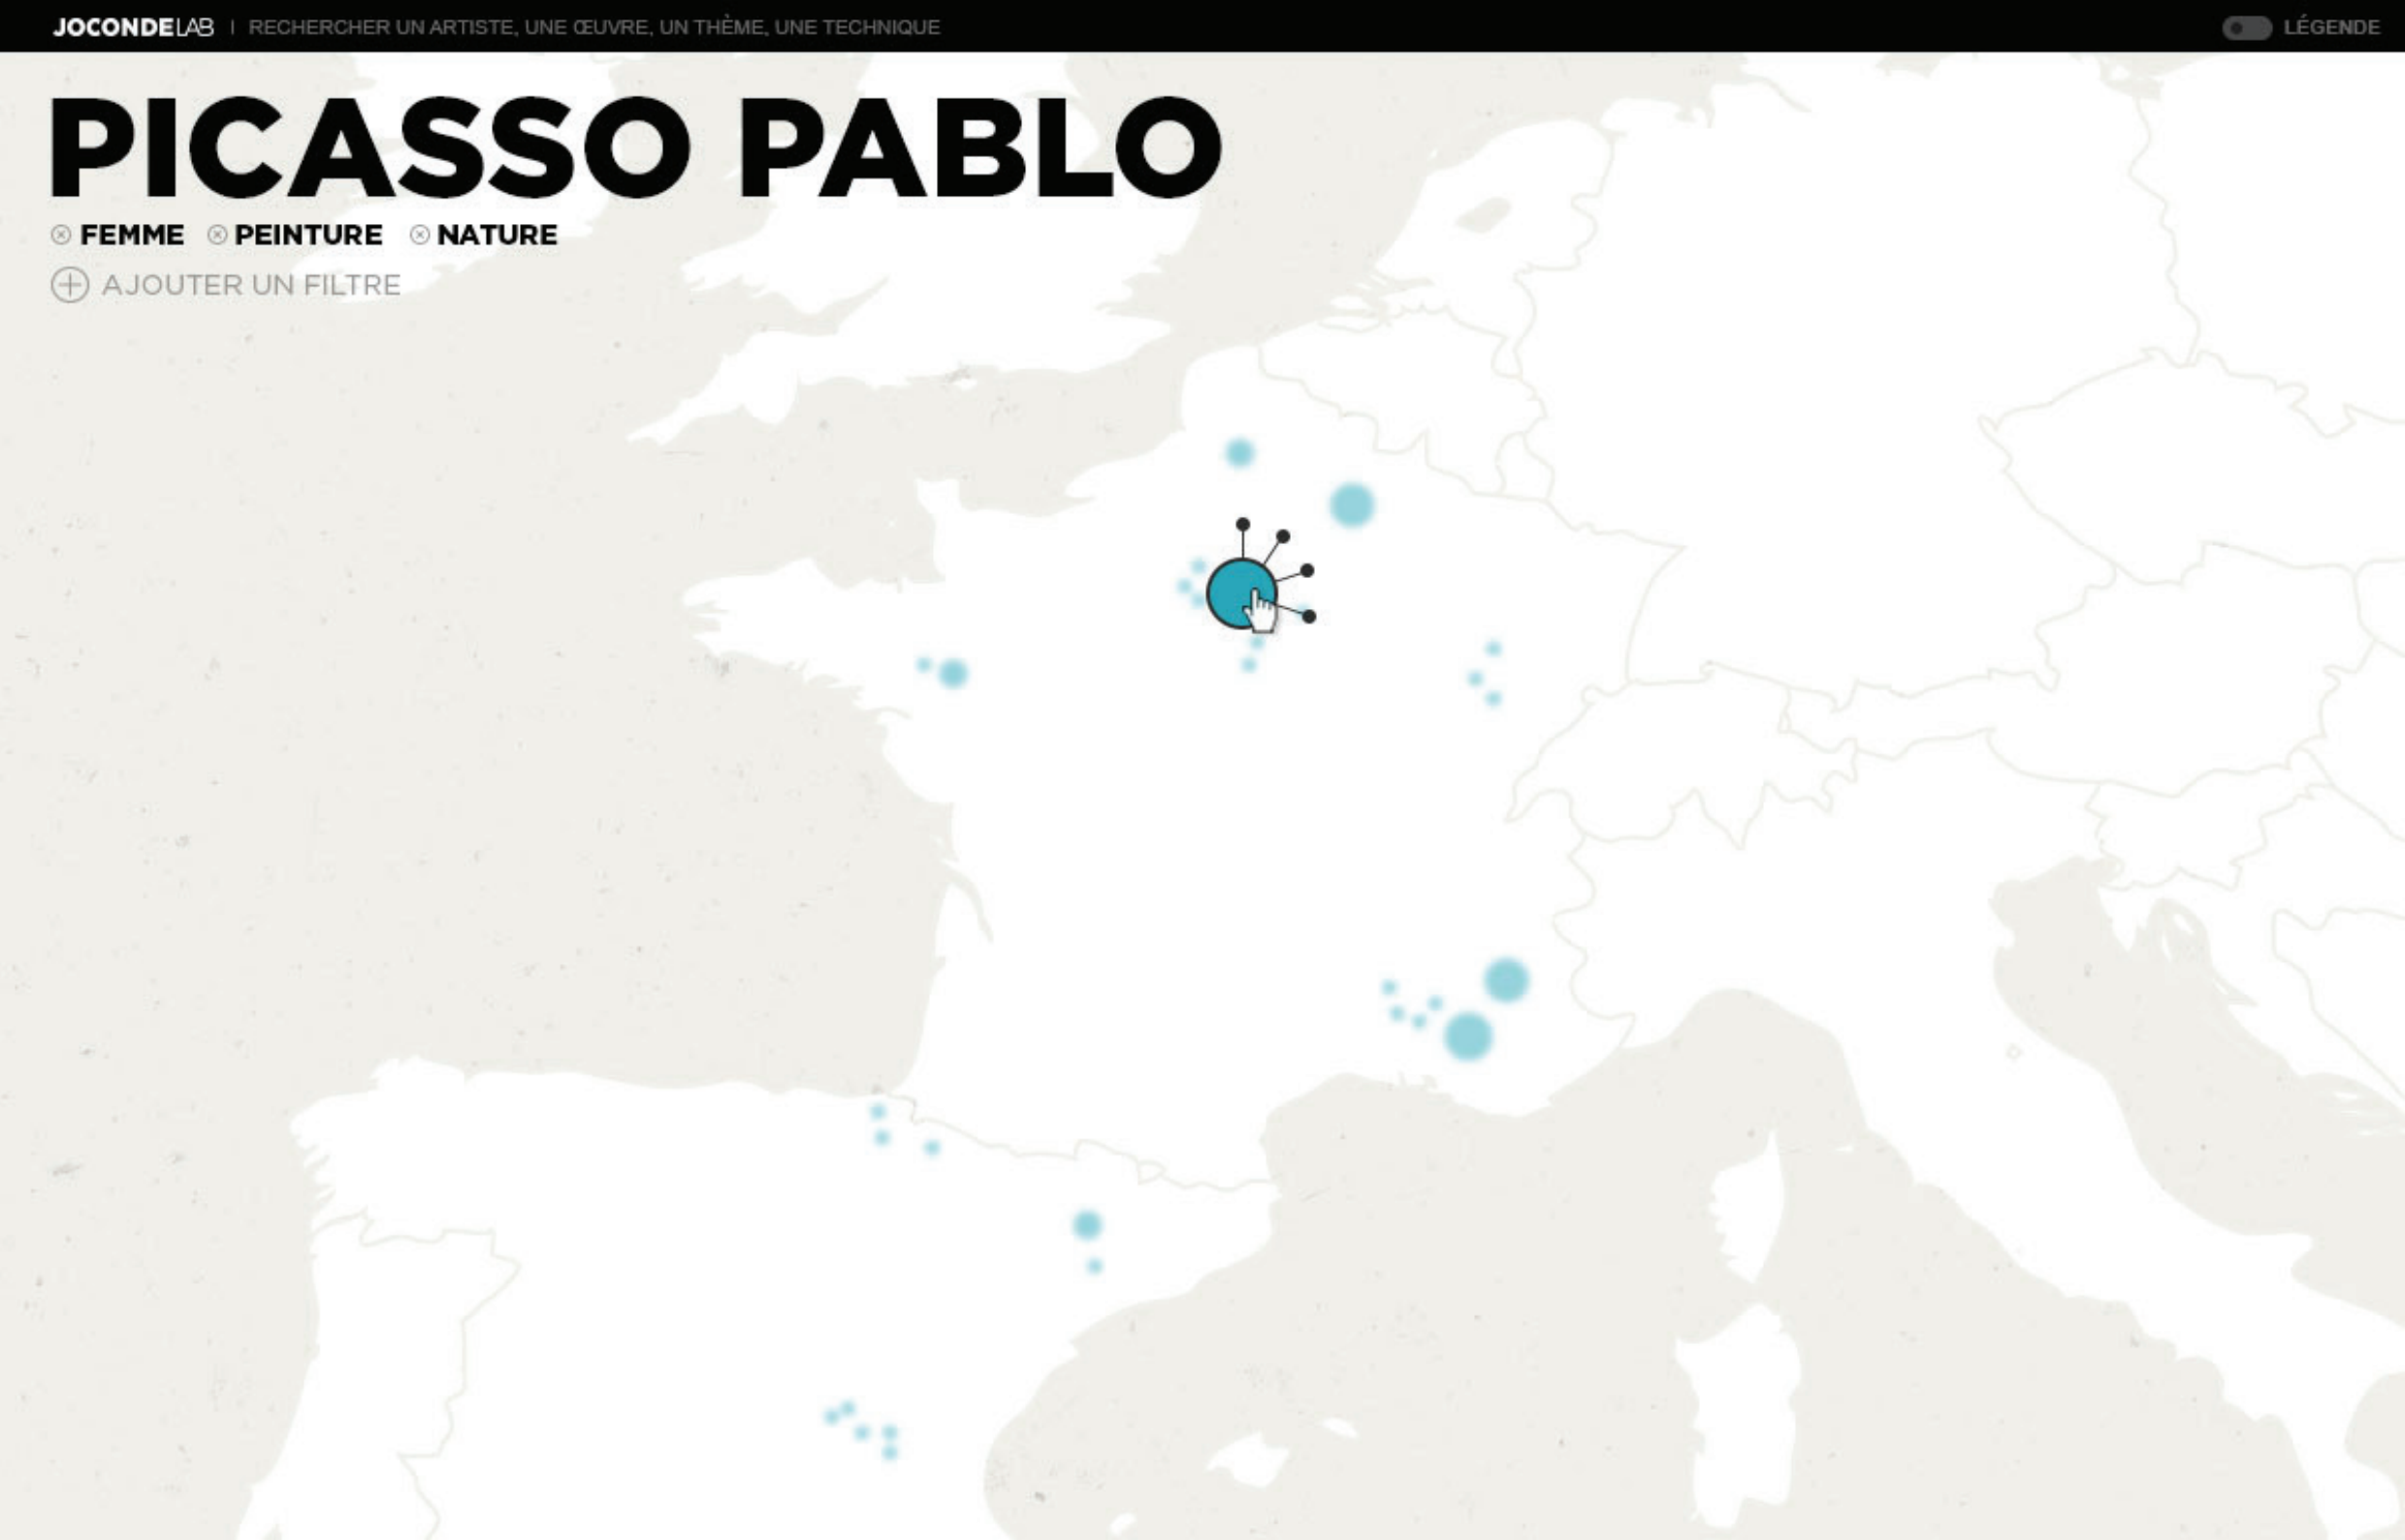 JOCONDELAB | RECHERCHER UN ARTISTE, UNE ŒUVRE, UN THÈME, UNE TECHNIQUE
LÉGENDE
PICASSO PABLO
FEMME PEINTURE NATURE
AJOUTER UN FILTRE